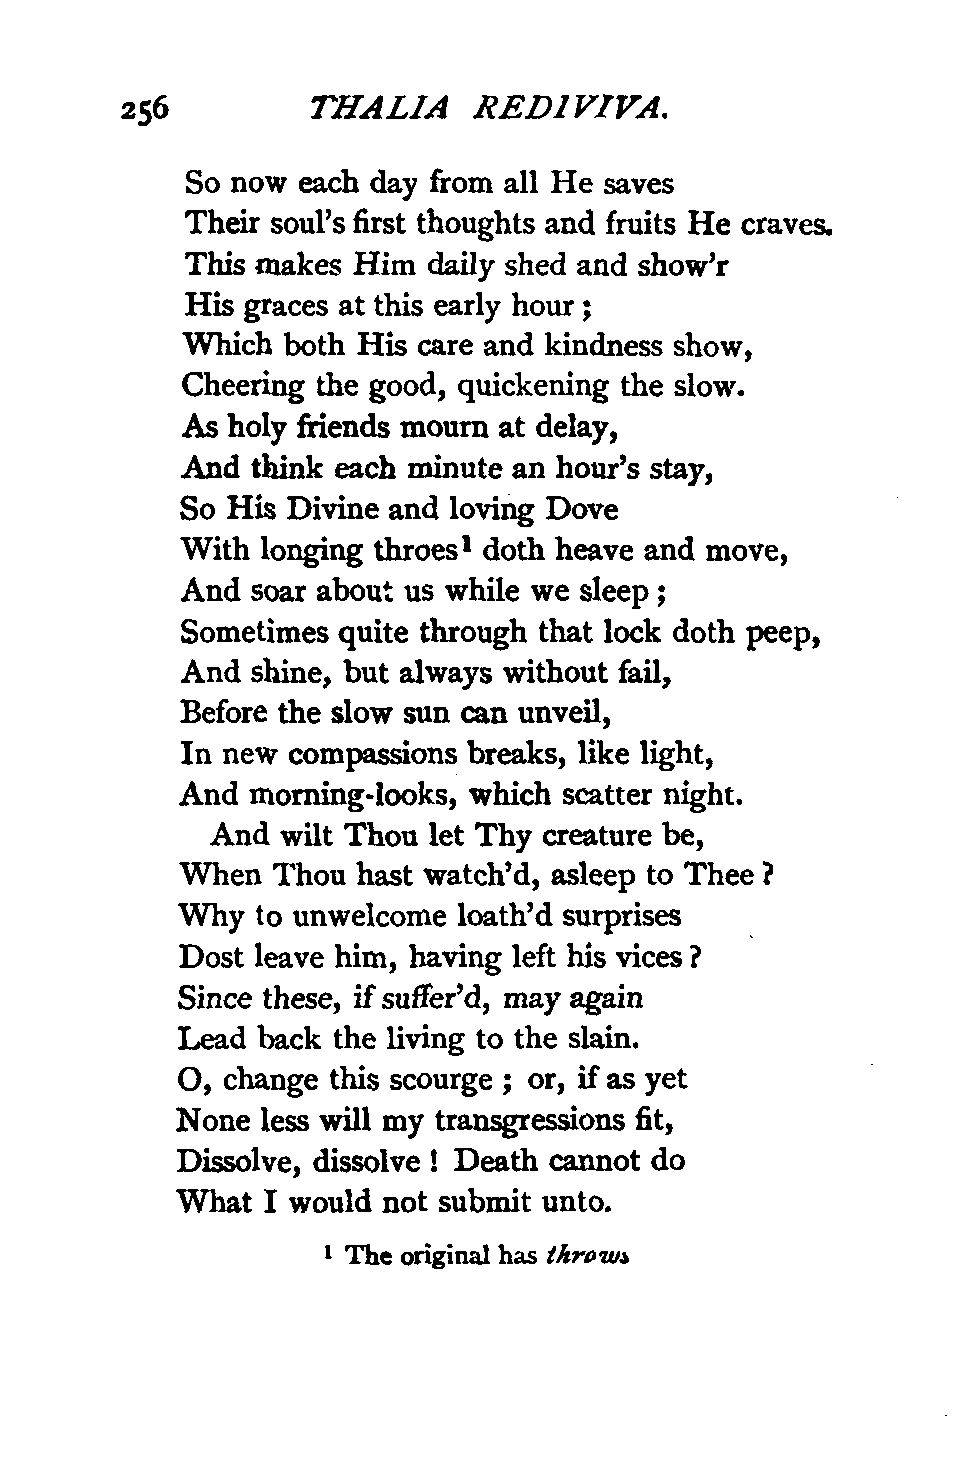 256 THALIA REDIVIVA.
So now each day from all He saves
Their soul's first thoughts and fruits He craves.
This makes Him daily shed and show'r
His graces at this early hour ;
Which both His care and kindness show,
Cheering the good, quickening the slow.
As holy friends mourn at delay,
And think each minute an hour's stay,
So His Divine and loving Dove
With longing throes¹ doth heave and move,
And soar about us while we sleep ;
Sometimes quite through that lock doth peep,
And shine, but always without fail,
Before the slow sun can unveil,
In new compassions breaks, like light,
And morning-looks, which scatter night.
And wilt Thou let Thy creature be,
When Thou hast watch'd, asleep to Thee ?
Why to unwelcome loath'd surprises
Dost leave him, having left his vices ?
Since these, if suffer'd, may again
Lead back the living to the slain.
O, change this scourge ; or, if as yet
None less will my transgressions fit,
Dissolve, dissolve ! Death cannot do
What I would not submit unto.
¹ The original has throws